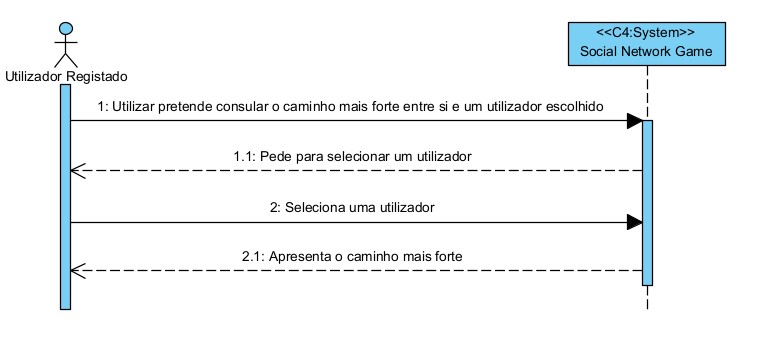 <<C4:System>>
Social Network Game
Utilizador Registado
1: Utilizar pretende consular o caminho mais forte entre si e um utilizador escolhido
1.1: Pede para selecionar um utilizador
2: Seleciona uma utilizador
2.1: Apresenta o caminho mais forte